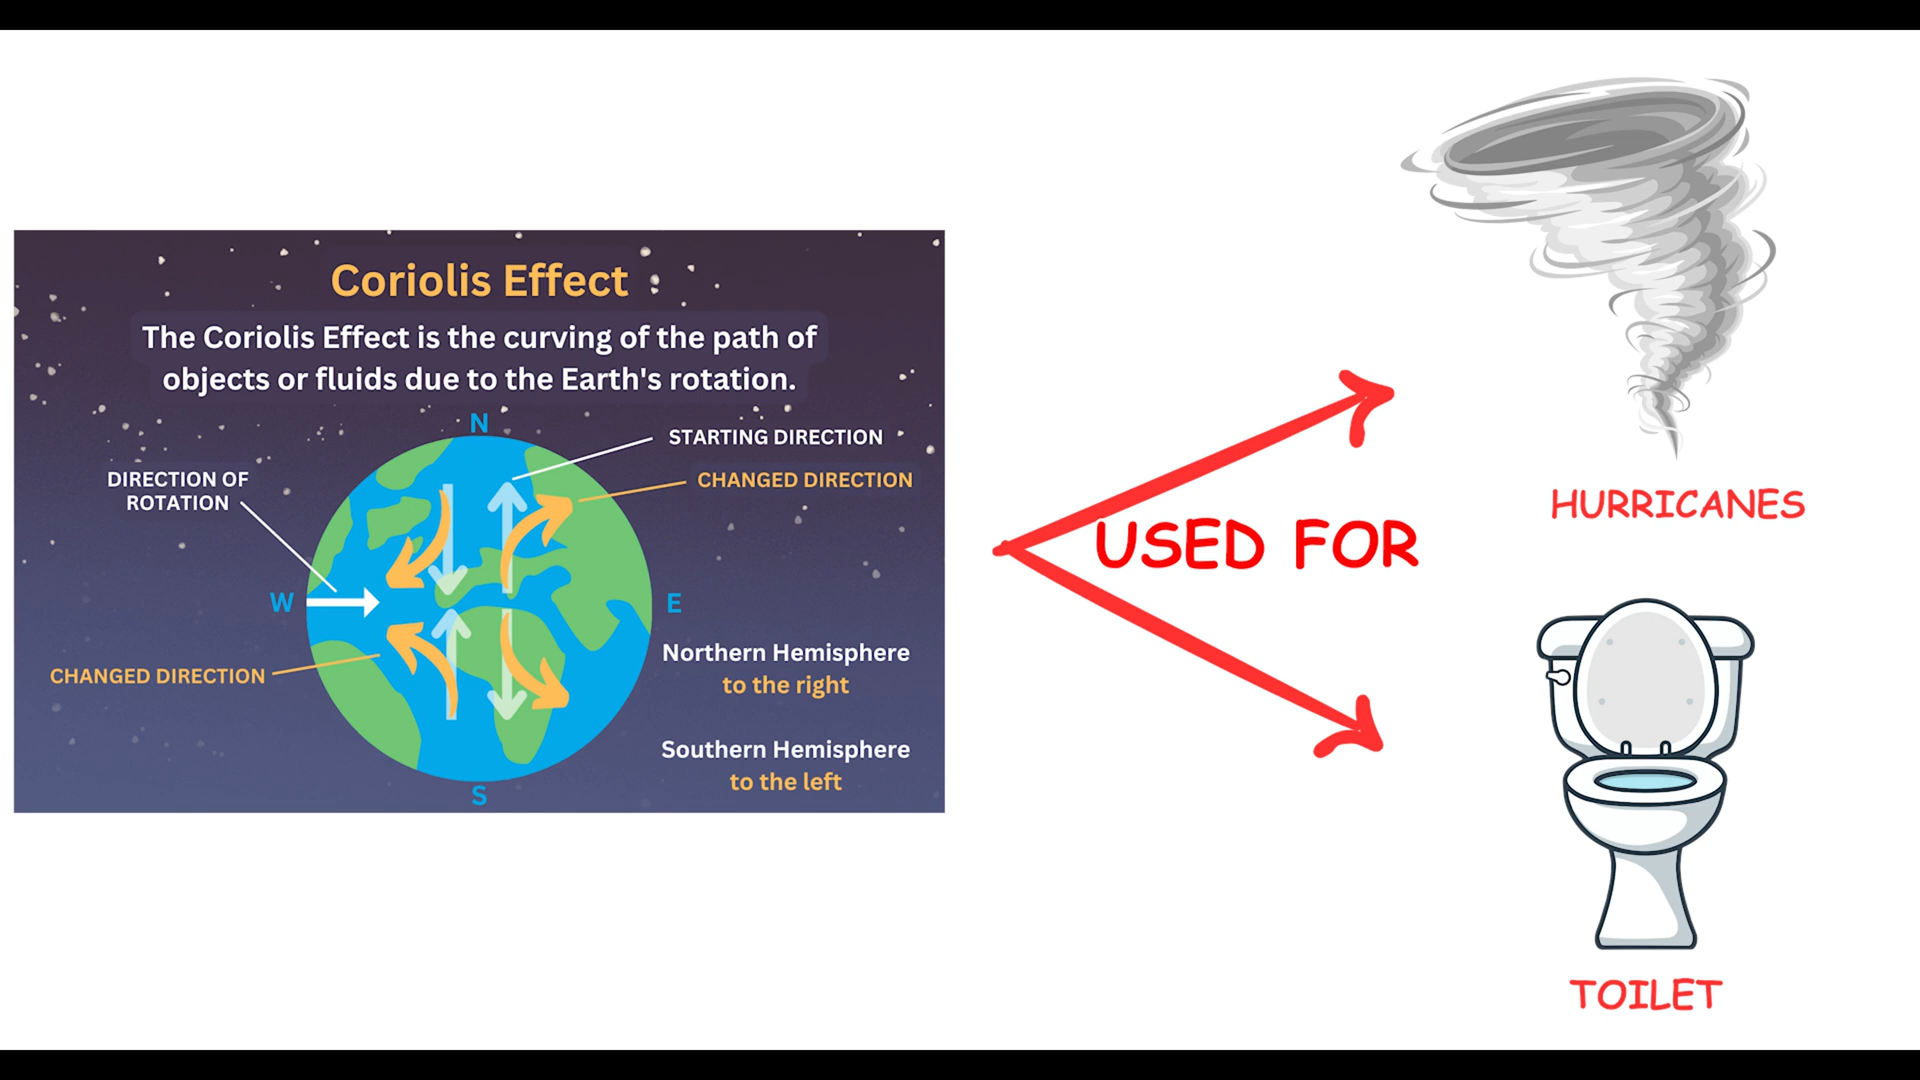 Coriolis Effect
The Coriolis Effect is the curving of the path of
objects or fluids due to the Earth's rotation.
N
STARTING DIRECTION
CHANGED DIRECTION
DIRECTION OF
ROTATION
W
E
CHANGED DIRECTION
Northern Hemisphere
to the right
Southern Hemisphere
to the left
S
USED FOR
HURRICANES
TOILET